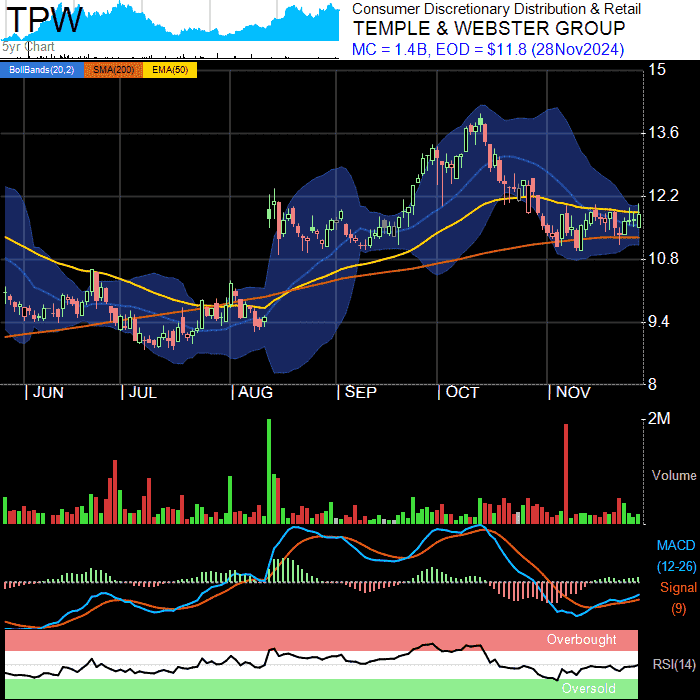 TPW
5yr Chart
Consumer Discretionary Distribution & Retail
TEMPLE & WEBSTER GROUP
MC = 1.4B, EOD = $11.8 (28Nov2024)
BollBands(20,2) SMA(200) EMA(50)
15
13.6
12.2
10.8
9.4
8
JUN JUL AUG SEP OCT NOV
2M
Volume
MACD
(12-26)
Signal
(9)
Overbought
RSI(14)
Oversold